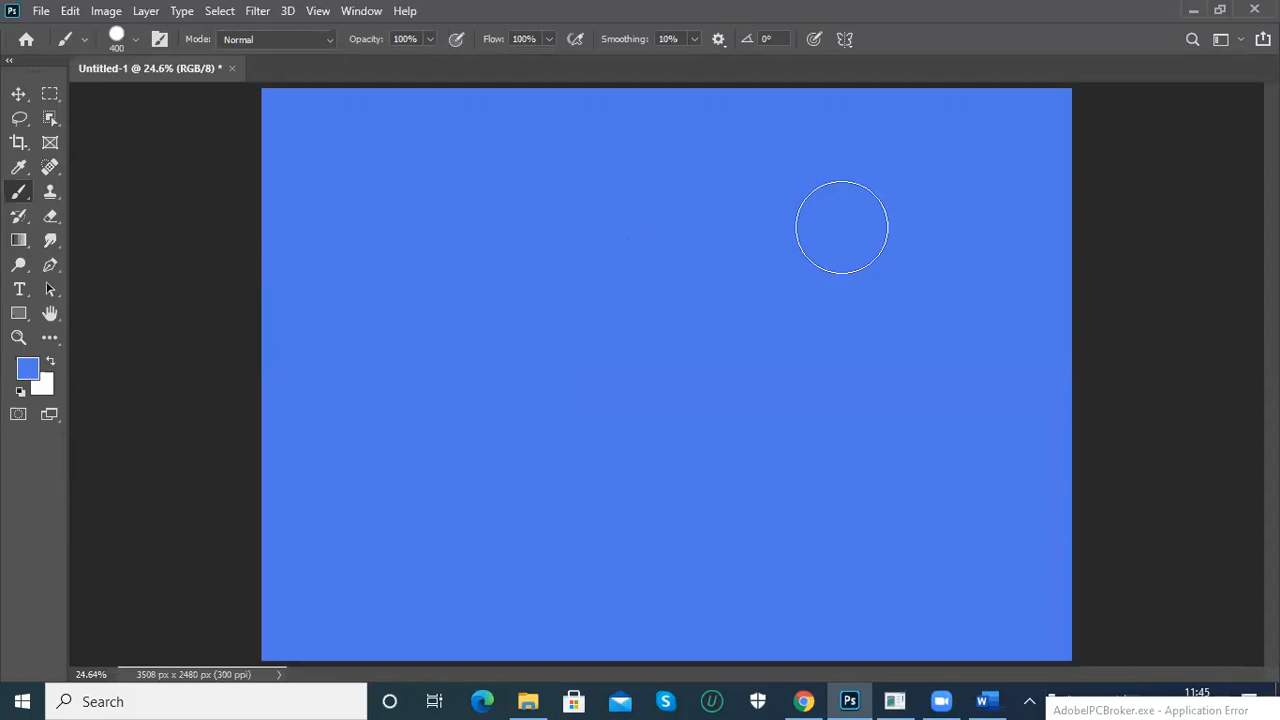 Ps File Edit Image Layer Type Select Filter 3D View Window Help
400 Mode: Normal Opacity: 100% Flow: 100% Smoothing: 10% 0°
Untitled-1 @ 24.6% (RGB/8) *
24.64% 3508 px x 2480 px (300 ppi)
Search Ps 11:45
AdobeIPCBroker.exe - Application Error